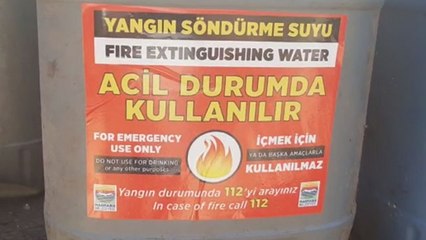 YANGIN SÖNDÜRME SUYU
FIRE EXTINGUISHING WATER
ACİL DURUMDA
KULLANILIR
FOR EMERGENCY
USE ONLY
DO NOT USE FOR DRINKING
or any other purposes
İÇMEK İÇİN
YA DA BAŞKA AMAÇLARLA
KULLANILMAZ
Yangın durumunda 112'yi arayınız
In case of fire call 112